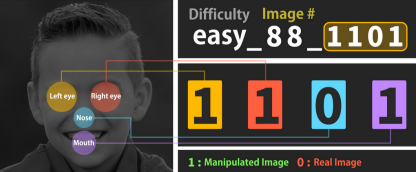 Difficulty Image #
easy_88_1101
Left eye
Right eye
Nose
Mouth
1 1 0 1
1 : Manipulated Image 0 : Real Image